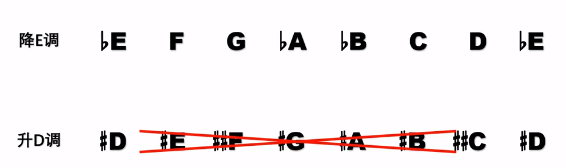 降E调 ♭E F G ♭A ♭B C D ♭E
升D调 ♯D ♯E ♯♯F ♯G ♯A ♯B ♯♯C ♯D